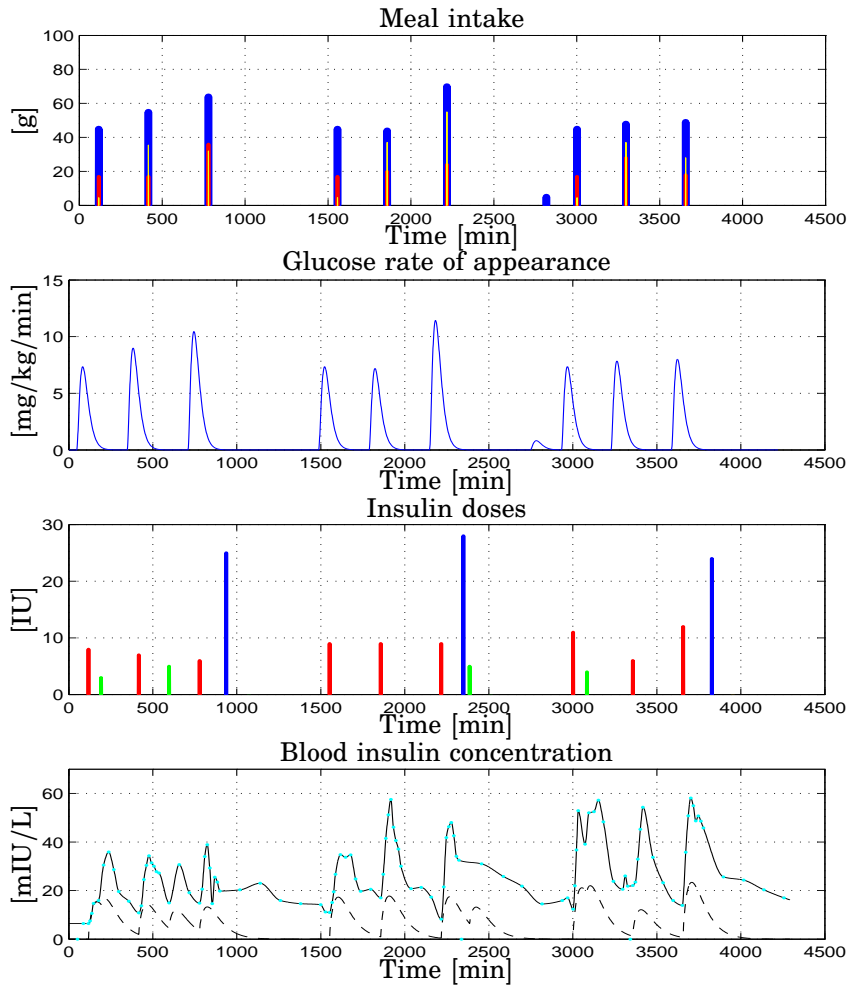 Meal intake
100
80
60
40
20
0
[g]
0 500 1000 1500 2000 2500 3000 3500 4000 4500
Time [min]
Glucose rate of appearance
15
10
5
0
[mg/kg/min]
0 500 1000 1500 2000 2500 3000 3500 4000 4500
Time [min]
Insulin doses
30
20
10
0
[IU]
0 500 1000 1500 2000 2500 3000 3500 4000 4500
Time [min]
Blood insulin concentration
60
40
20
0
[mIU/L]
0 500 1000 1500 2000 2500 3000 3500 4000 4500
Time [min]